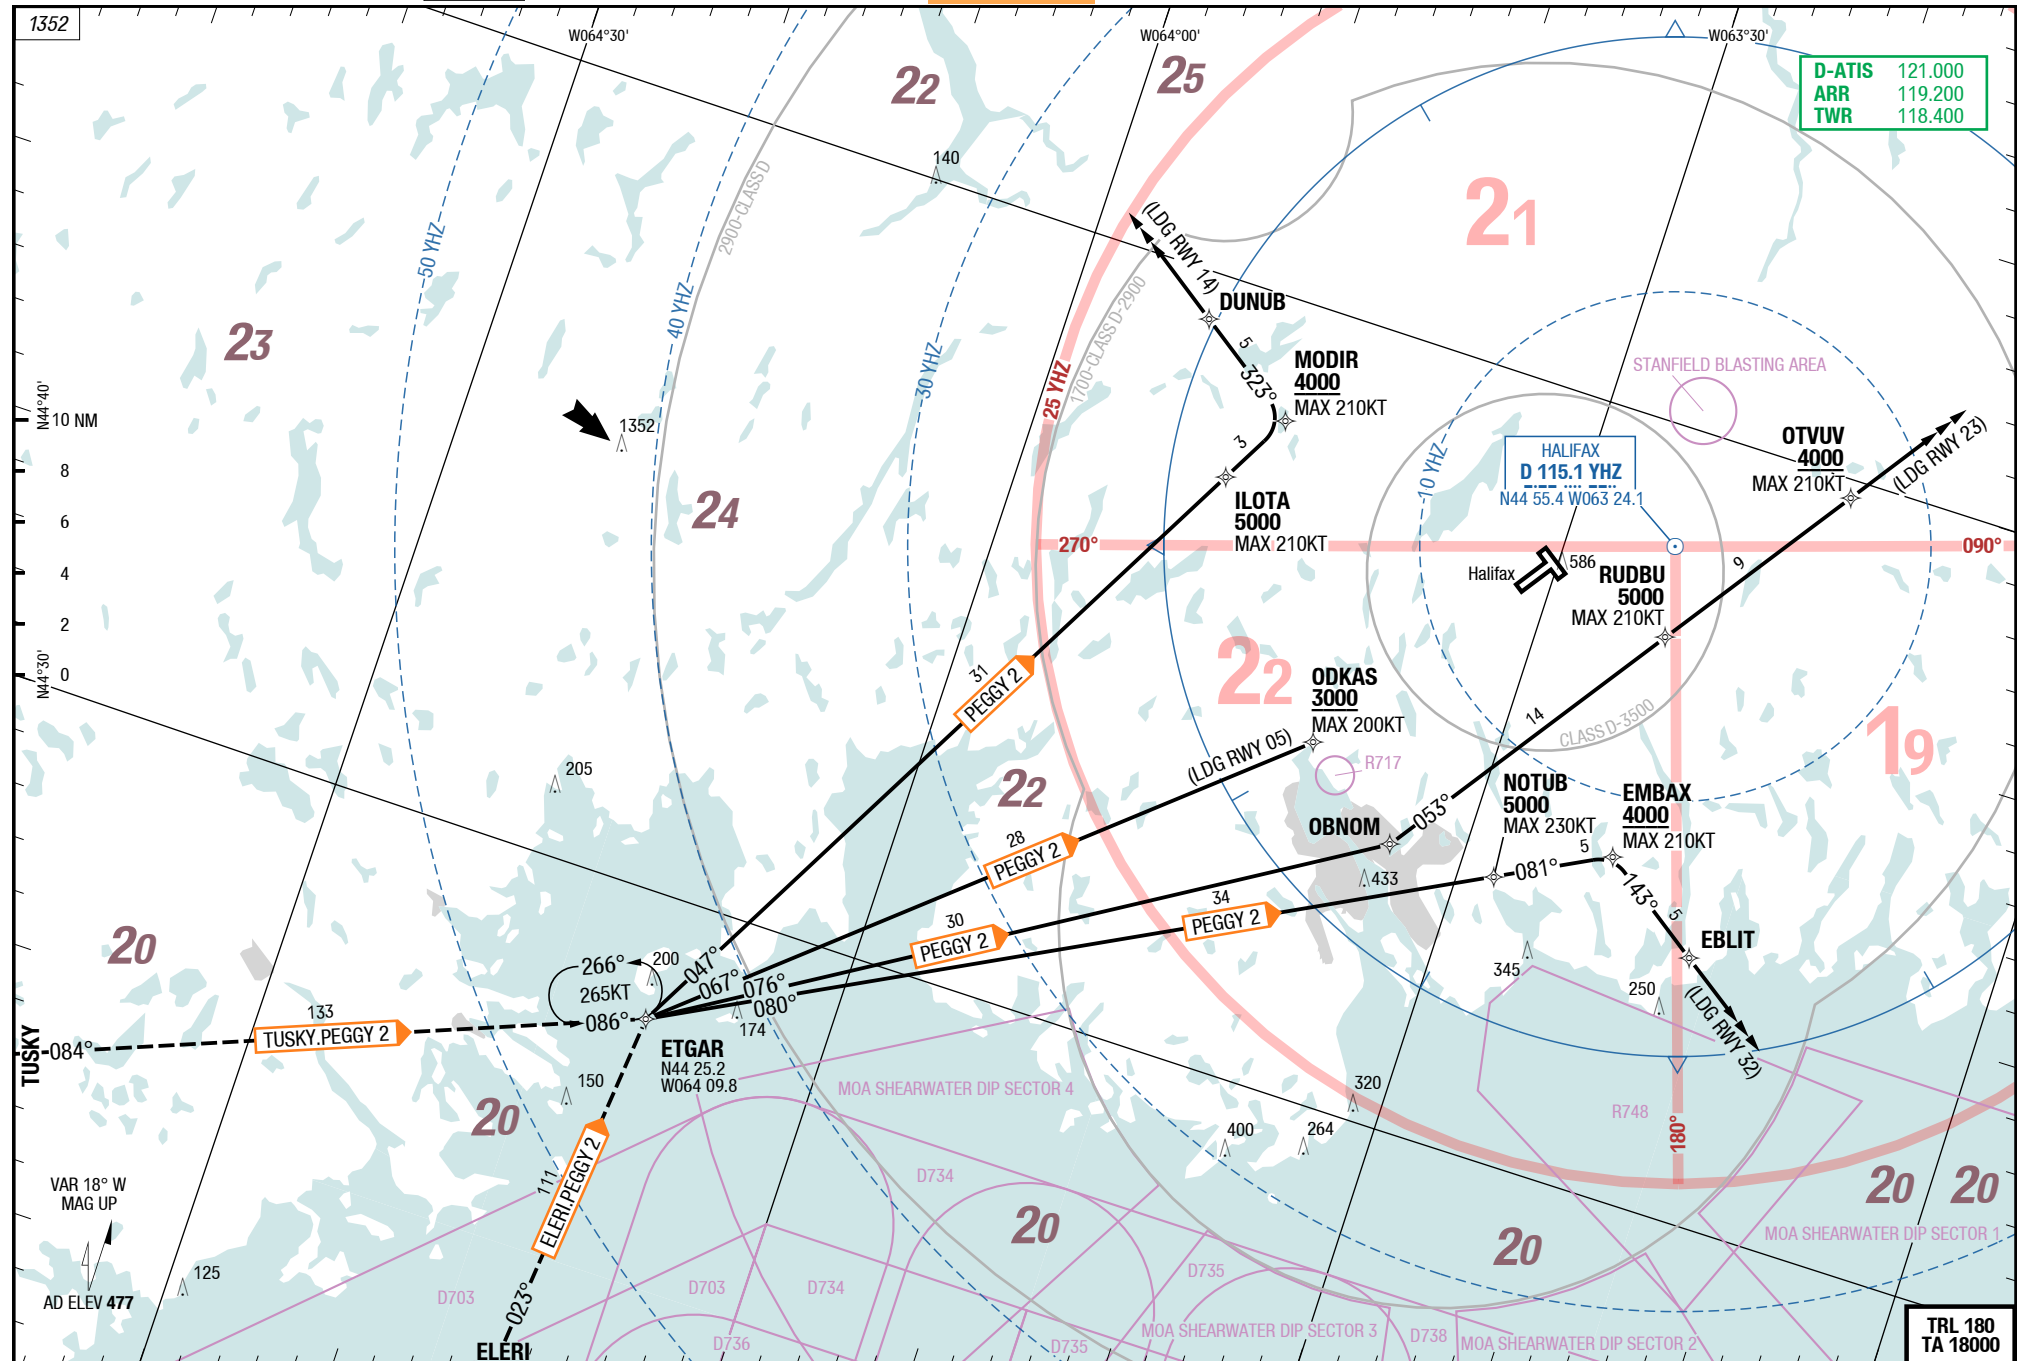 1352
W064°30'
W064°00'
W063°30'
D-ATIS 121.000
ARR 119.200
TWR 118.400
22
25
21
140
2900-CLASS D
50 YHZ
40 YHZ
30 YHZ
(LDG RWY 14)
DUNUB
1700-CLASS D-2900
5
323°
MODIR
4000
MAX 210KT
STANFIELD BLASTING AREA
23
25 YHZ
N44°40'
10 NM
8
6
4
2
0
N44°30'
1352
3
24
ILOTA
5000
MAX 210KT
OTVUV
4000
MAX 210KT
(LDG RWY 23)
10 YHZ
HALIFAX
D 115.1 YHZ
N44 55.4 W063 24.1
270°
090°
Halifax
586
RUDBU
5000
MAX 210KT
9
22
31
PEGGY 2
ODKAS
3000
MAX 200KT
14
CLASS D-3500
19
(LDG RWY 05)
R717
205
22
NOTUB
5000
MAX 230KT
EMBAX
4000
MAX 210KT
OBNOM
053°
28
PEGGY 2
433
081°
5
143°
5
34
PEGGY 2
30
PEGGY 2
EBLIT
20
266°
265KT
200
047°
067°
076°
080°
086°
174
345
250
(LDG RWY 32)
133
TUSKY.PEGGY 2
TUSKY
084°
ETGAR
N44 25.2
W064 09.8
150
MOA SHEARWATER DIP SECTOR 4
320
R748
20
400
264
180°
111
ELERI.PEGGY 2
D734
20
20
20
20
VAR 18° W
MAG UP
MOA SHEARWATER DIP SECTOR 1
125
AD ELEV 477
D703
D703
D734
D735
023°
ELERI
D736
D735
MOA SHEARWATER DIP SECTOR 3
D738
MOA SHEARWATER DIP SECTOR 2
TRL 180
TA 18000